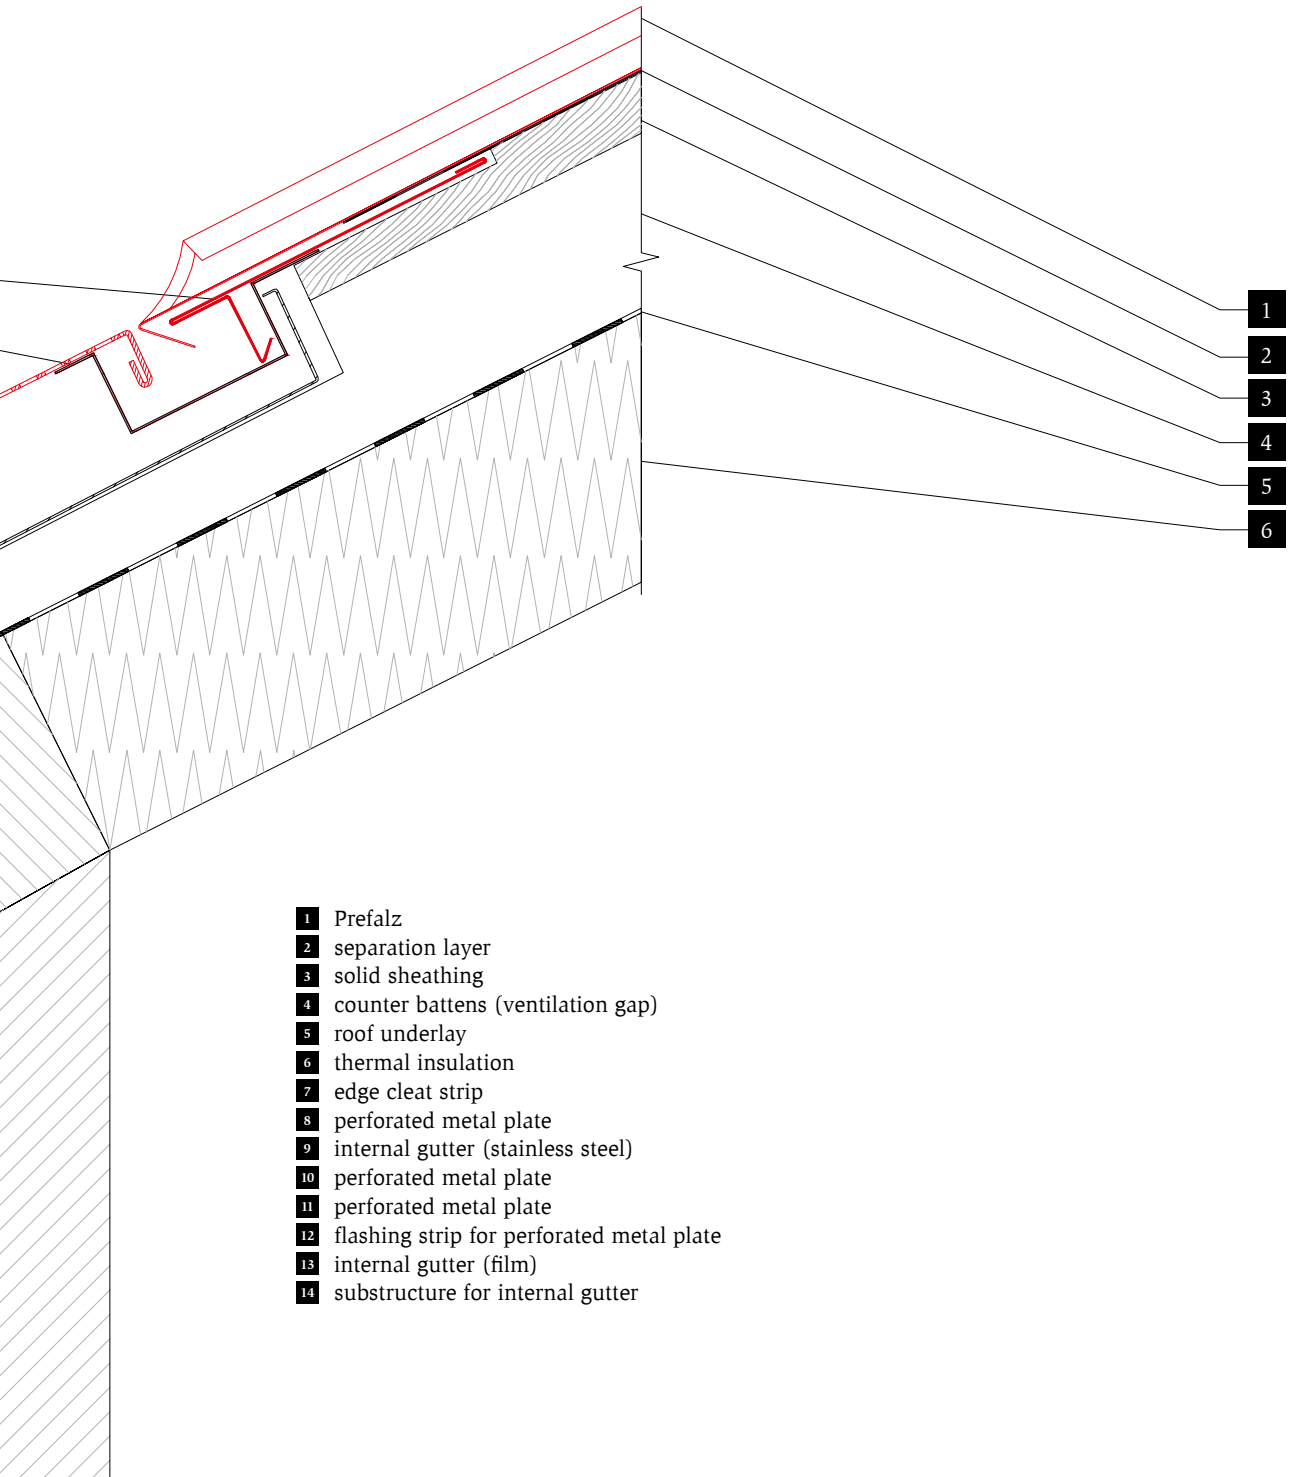 1
2
3
4
5
6
1 Prefalz
2 separation layer
3 solid sheathing
4 counter battens (ventilation gap)
5 roof underlay
6 thermal insulation
7 edge cleat strip
8 perforated metal plate
9 internal gutter (stainless steel)
10 perforated metal plate
11 perforated metal plate
12 flashing strip for perforated metal plate
13 internal gutter (film)
14 substructure for internal gutter